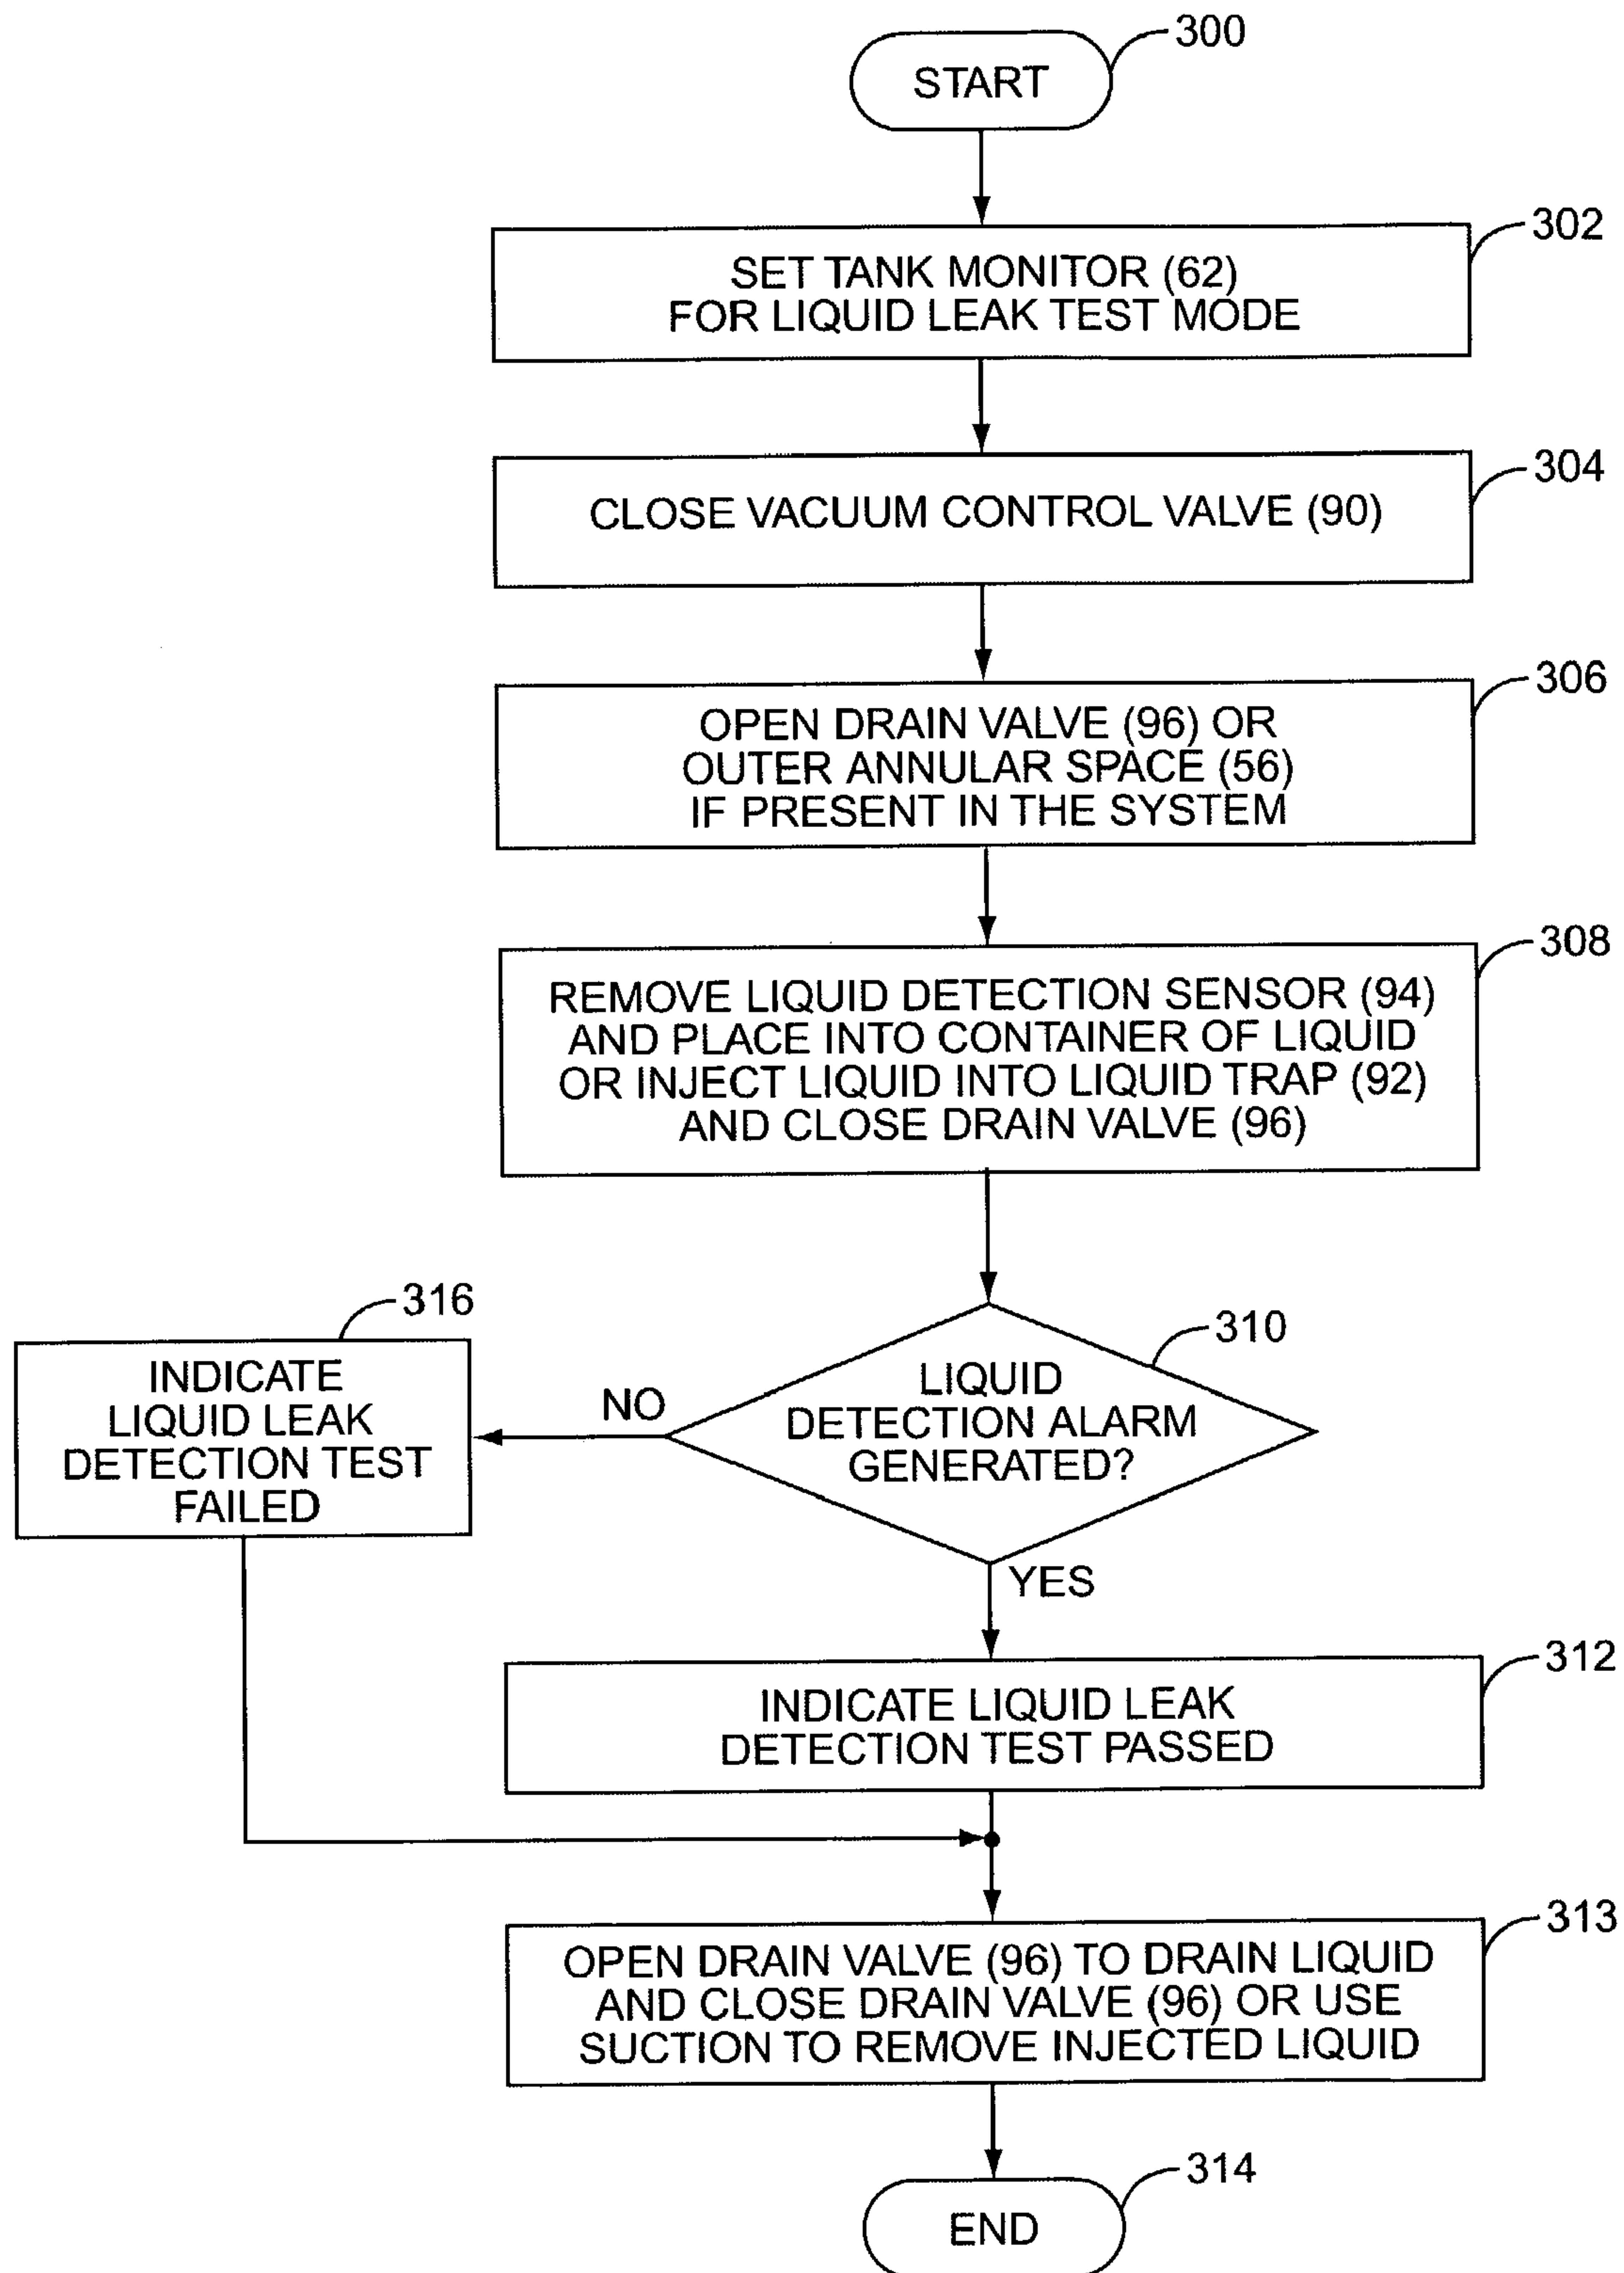 300
START
302
SET TANK MONITOR (62)
FOR LIQUID LEAK TEST MODE
304
CLOSE VACUUM CONTROL VALVE (90)
306
OPEN DRAIN VALVE (96) OR
OUTER ANNULAR SPACE (56)
IF PRESENT IN THE SYSTEM
308
REMOVE LIQUID DETECTION SENSOR (94)
AND PLACE INTO CONTAINER OF LIQUID
OR INJECT LIQUID INTO LIQUID TRAP (92)
AND CLOSE DRAIN VALVE (96)
316
INDICATE
LIQUID LEAK
DETECTION TEST
FAILED
NO
310
LIQUID
DETECTION ALARM
GENERATED?
YES
312
INDICATE LIQUID LEAK
DETECTION TEST PASSED
313
OPEN DRAIN VALVE (96) TO DRAIN LIQUID
AND CLOSE DRAIN VALVE (96) OR USE
SUCTION TO REMOVE INJECTED LIQUID
314
END